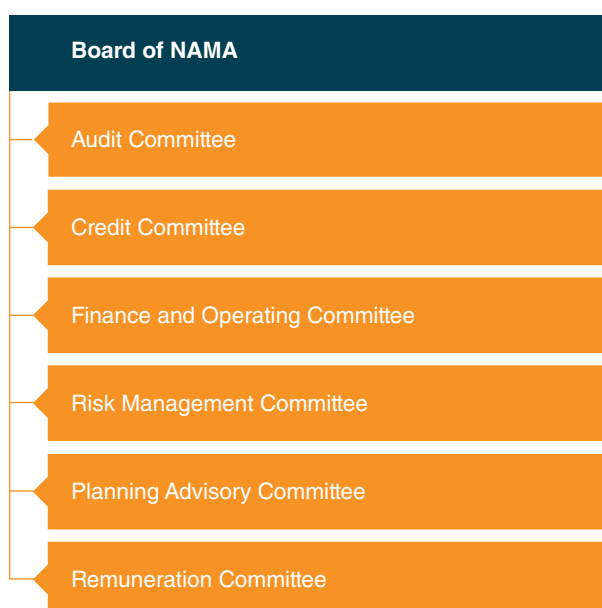 Board of NAMA
Audit Committee
Credit Committee
Finance and Operating Committee
Risk Management Committee
Planning Advisory Committee
Remuneration Committee